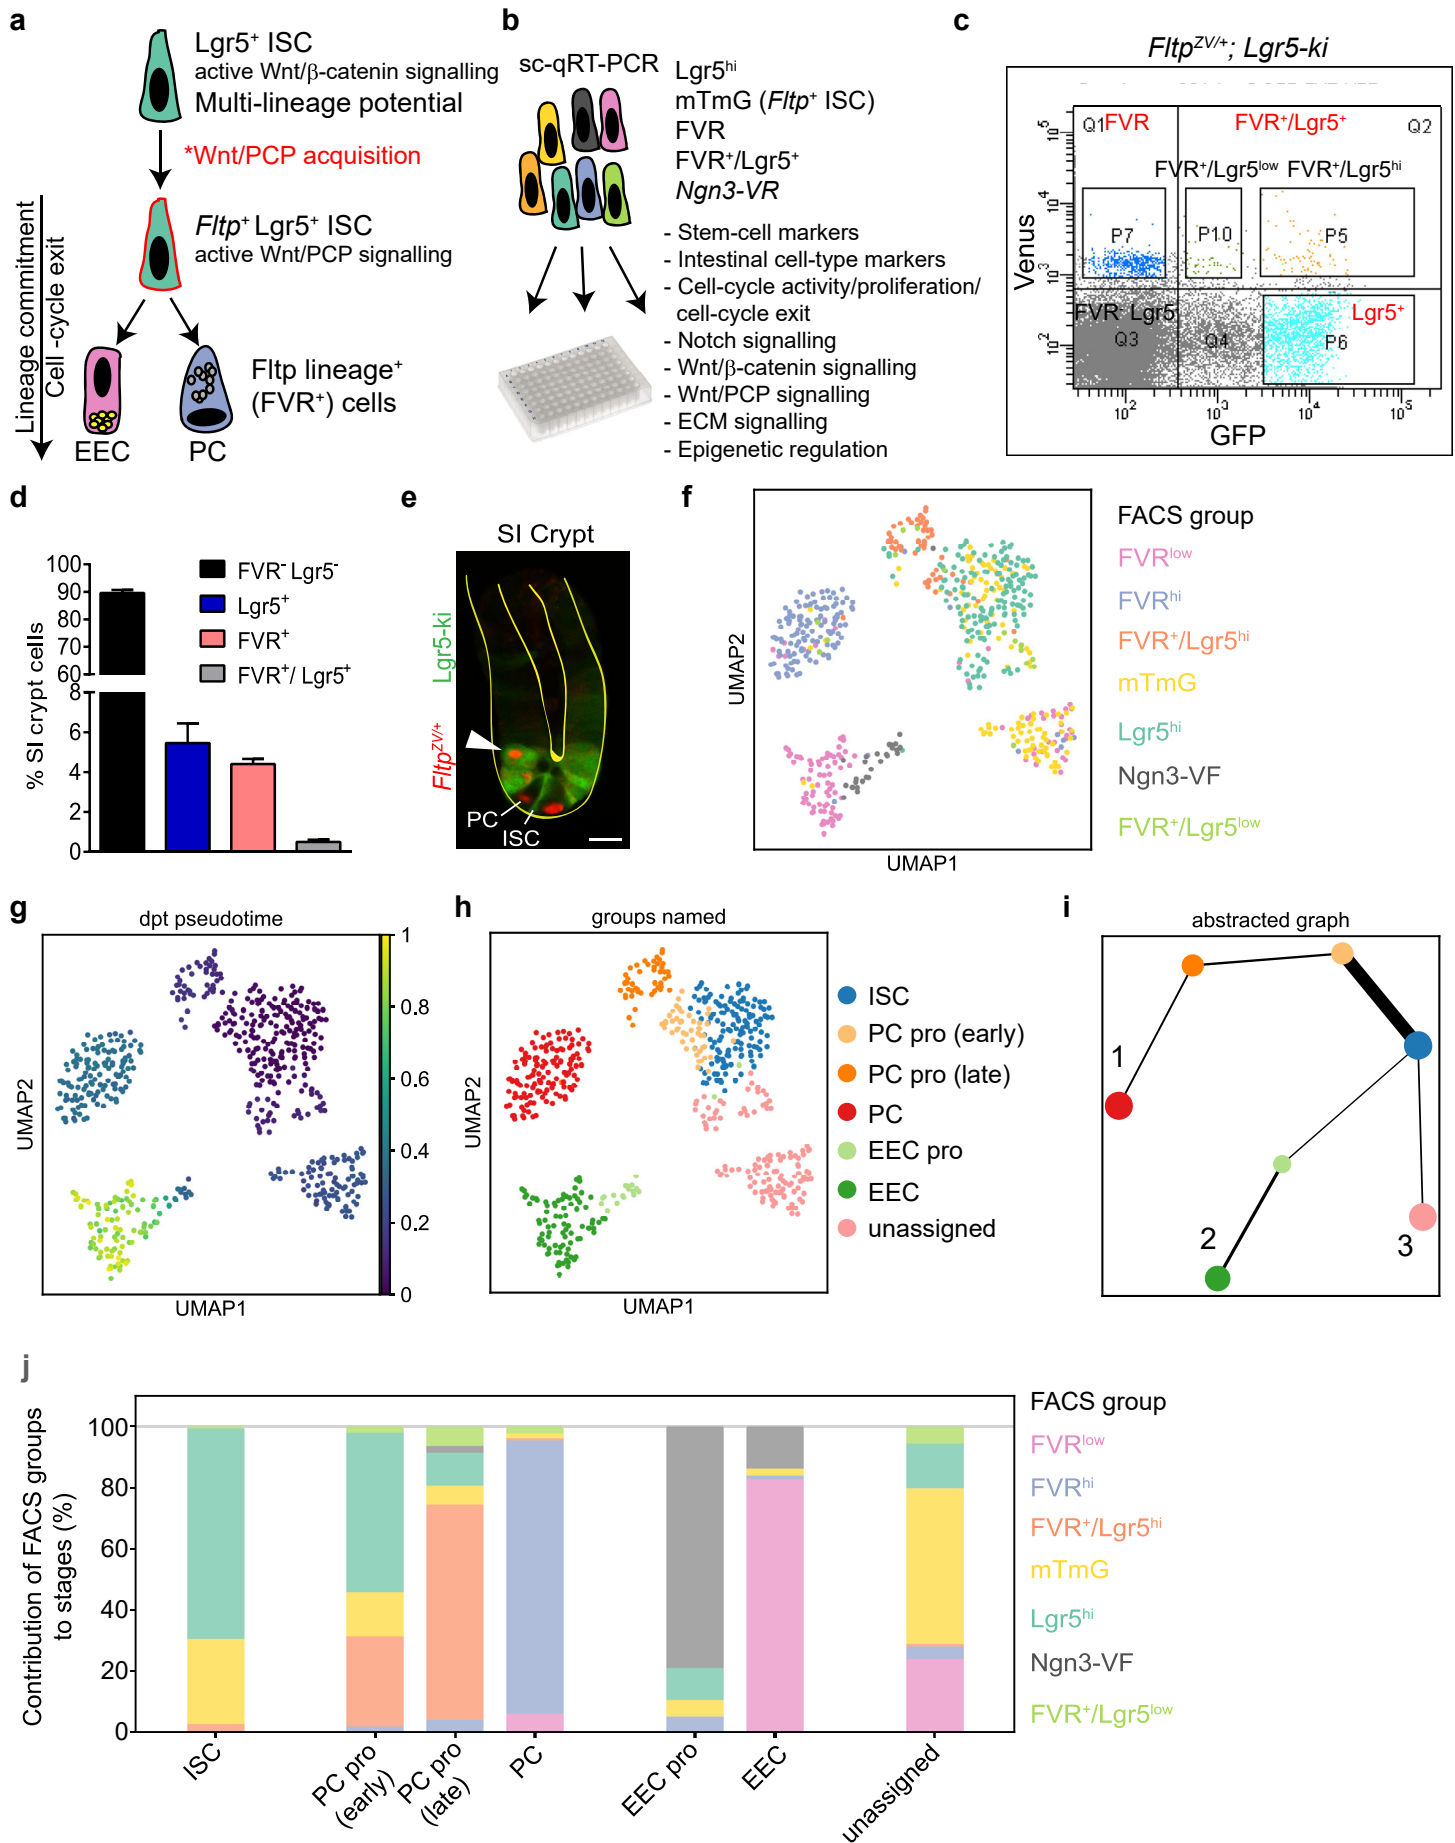 a
Lgr5⁺ ISC
active Wnt/β-catenin signalling
Multi-lineage potential
*Wnt/PCP acquisition
Fltp⁺ Lgr5⁺ ISC
active Wnt/PCP signalling
Lineage commitment
Cell -cycle exit
Fltp lineage⁺
(FVR⁺) cells
EEC
PC
b
sc-qRT-PCR
Lgr5ʰⁱ
mTmG (Fltp⁺ ISC)
FVR
FVR⁺/Lgr5⁺
Ngn3-VR
- Stem-cell markers
- Intestinal cell-type markers
- Cell-cycle activity/proliferation/
cell-cycle exit
- Notch signalling
- Wnt/β-catenin signalling
- Wnt/PCP signalling
- ECM signalling
- Epigenetic regulation
c
Fltpᶻⱽ/⁺; Lgr5-ki
Q1 FVR
FVR⁺/Lgr5⁺
Q2
FVR⁺/Lgr5ˡᵒʷ FVR⁺/Lgr5ʰⁱ
P7
P10
P5
FVR⁻ Lgr5⁻
Lgr5⁺
Q3
Q4
P6
Venus
10⁵
10⁴
10³
10²
10² 10³ 10⁴ 10⁵
GFP
d
% SI crypt cells
100
90
80
70
60
8
6
4
2
0
FVR⁻ Lgr5⁻
Lgr5⁺
FVR⁺
FVR⁺/ Lgr5⁺
e
SI Crypt
Fltpᶻⱽ/⁺ Lgr5-ki
PC
ISC
f
UMAP2
UMAP1
FACS group
FVRˡᵒʷ
FVRʰⁱ
FVR⁺/Lgr5ʰⁱ
mTmG
Lgr5ʰⁱ
Ngn3-VF
FVR⁺/Lgr5ˡᵒʷ
g
dpt pseudotime
UMAP2
UMAP1
1
0.8
0.6
0.4
0.2
0
h
groups named
UMAP2
UMAP1
ISC
PC pro (early)
PC pro (late)
PC
EEC pro
EEC
unassigned
i
abstracted graph
1
2
3
j
Contribution of FACS groups
to stages (%)
100
80
60
40
20
0
ISC
PC pro
(early)
PC pro
(late)
PC
EEC pro
EEC
unassigned
FACS group
FVRˡᵒʷ
FVRʰⁱ
FVR⁺/Lgr5ʰⁱ
mTmG
Lgr5ʰⁱ
Ngn3-VF
FVR⁺/Lgr5ˡᵒʷ